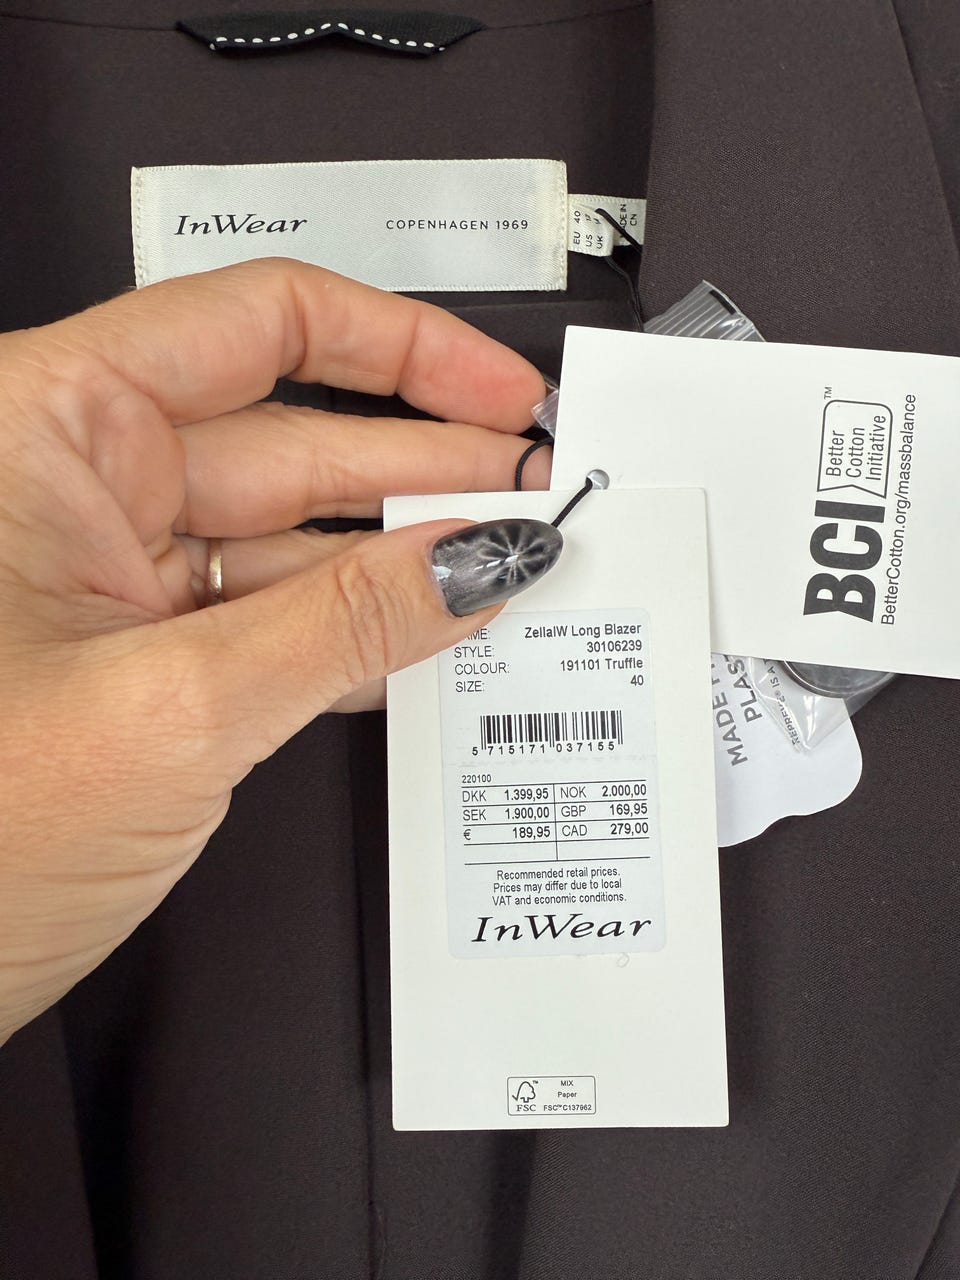 InWear
COPENHAGEN 1969
EU 40
US
UK
MADE IN
CN
Better
Cotton
Initiative
TM
BCI
BetterCotton.org/massbalance
MADE
PLAS
REPREVE® IS A
ZellaIW Long Blazer
STYLE: 30106239
COLOUR: 191101 Truffle
SIZE: 40
5 715171 037155
220100
DKK 1.399,95 NOK 2.000,00
SEK 1.900,00 GBP 169,95
€ 189,95 CAD 279,00
Recommended retail prices.
Prices may differ due to local
VAT and economic conditions.
InWear
FSC™
MIX
Paper
FSC™ C137962